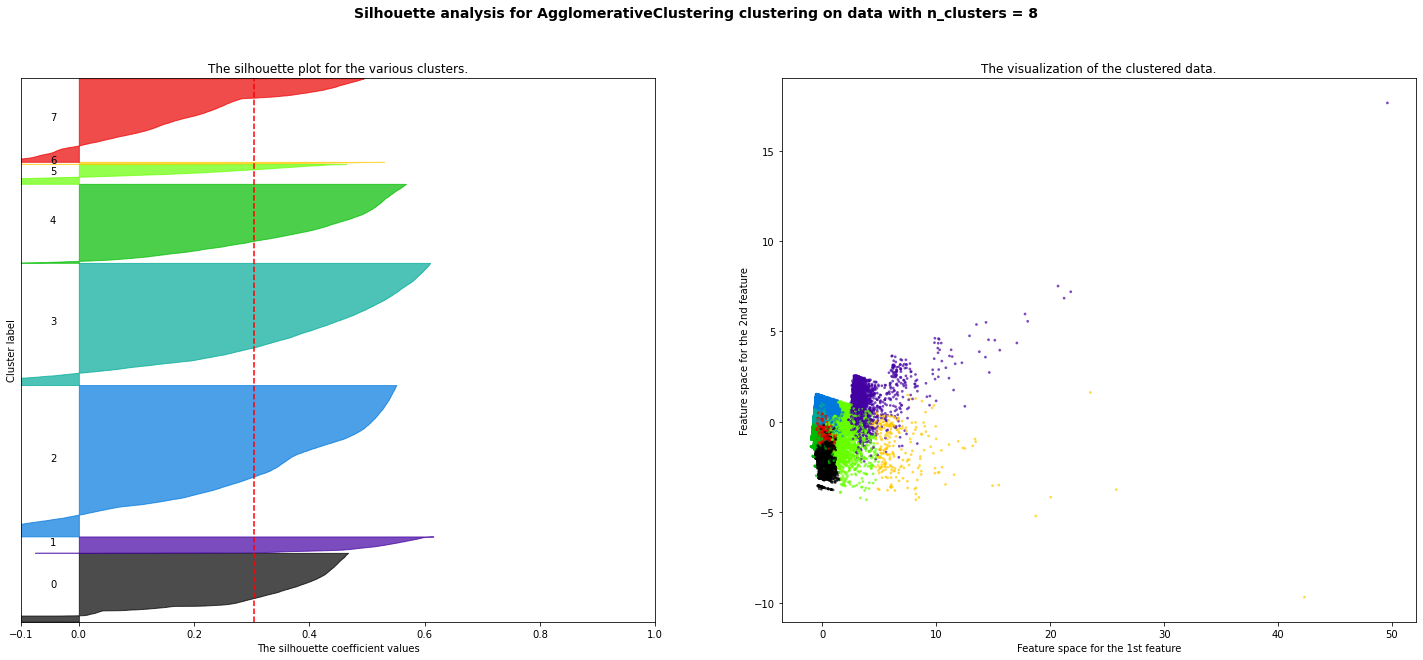 Silhouette analysis for AgglomerativeClustering clustering on data with n_clusters = 8
The silhouette plot for the various clusters.
7
6
5
4
3
2
1
0
Cluster label
−0.1 0.0 0.2 0.4 0.6 0.8 1.0
The silhouette coefficient values
The visualization of the clustered data.
15
10
5
0
−5
−10
Feature space for the 2nd feature
0 10 20 30 40 50
Feature space for the 1st feature